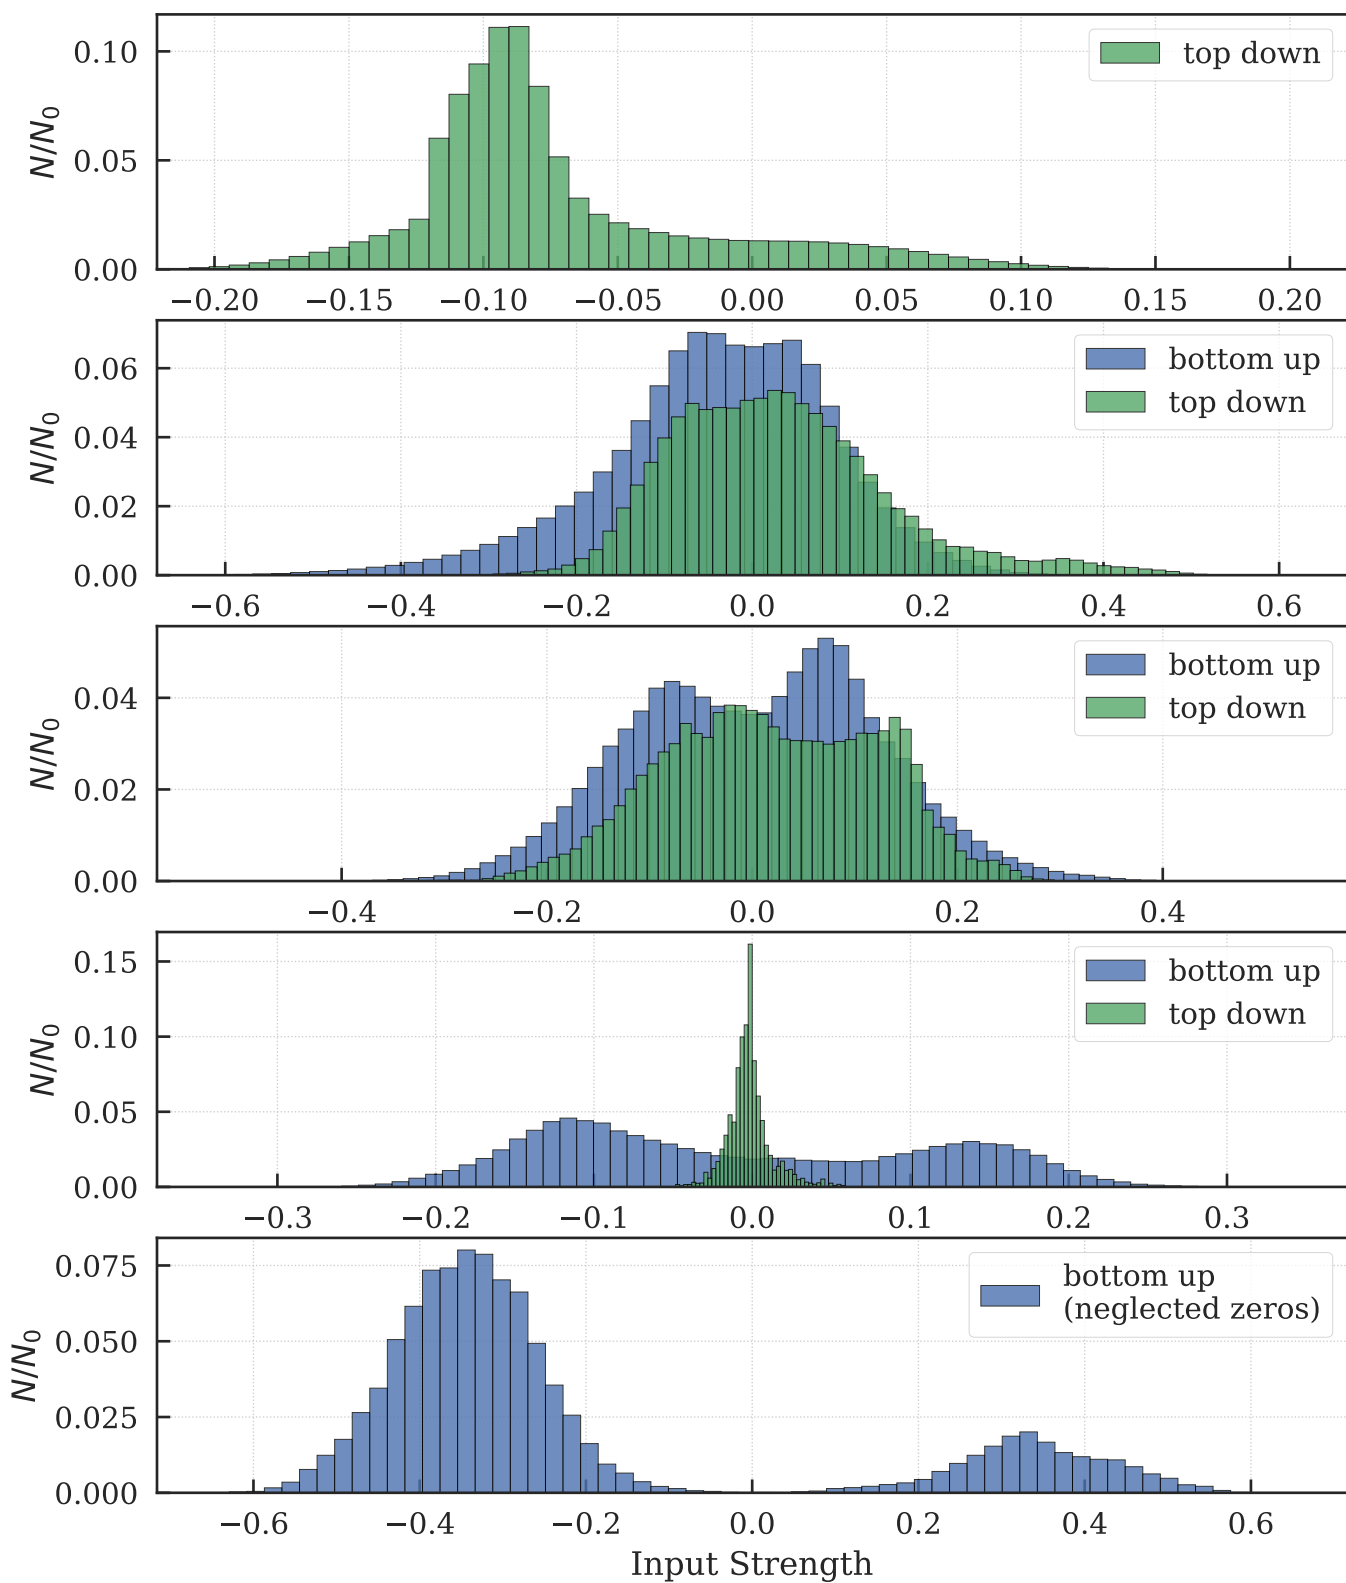 top down
N/N₀
0.10
0.05
0.00
−0.20 −0.15 −0.10 −0.05 0.00 0.05 0.10 0.15 0.20
bottom up
top down
N/N₀
0.06
0.04
0.02
0.00
−0.6 −0.4 −0.2 0.0 0.2 0.4 0.6
bottom up
top down
N/N₀
0.04
0.02
0.00
−0.4 −0.2 0.0 0.2 0.4
bottom up
top down
N/N₀
0.15
0.10
0.05
0.00
−0.3 −0.2 −0.1 0.0 0.1 0.2 0.3
bottom up
(neglected zeros)
N/N₀
0.075
0.050
0.025
0.000
−0.6 −0.4 −0.2 0.0 0.2 0.4 0.6
Input Strength